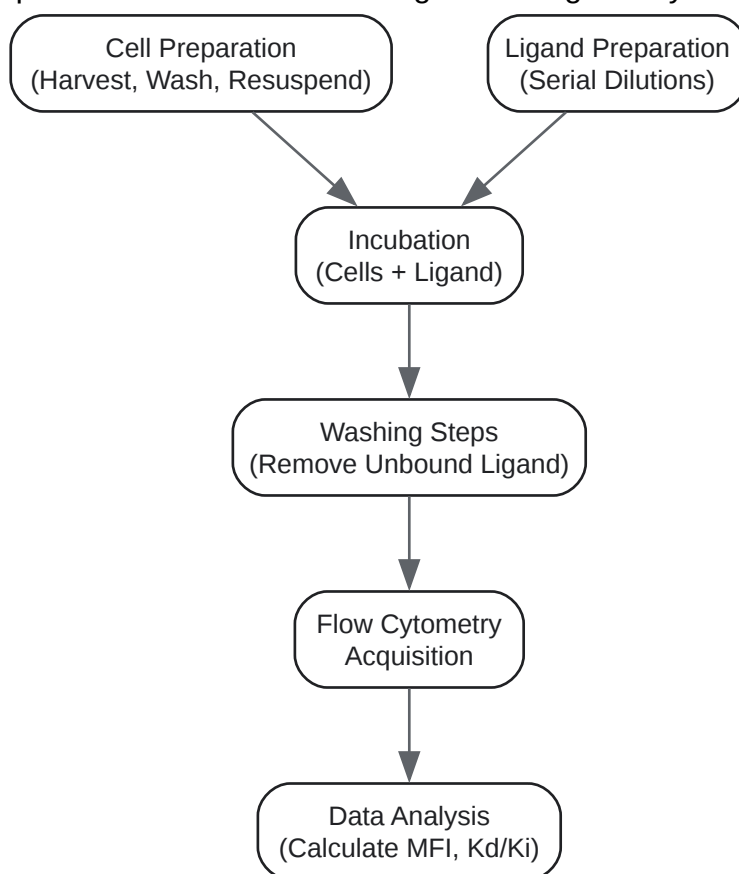 Cell Preparation
(Harvest, Wash, Resuspend)
Ligand Preparation
(Serial Dilutions)
Incubation
(Cells + Ligand)
Washing Steps
(Remove Unbound Ligand)
Flow Cytometry
Acquisition
Data Analysis
(Calculate MFI, Kd/Ki)